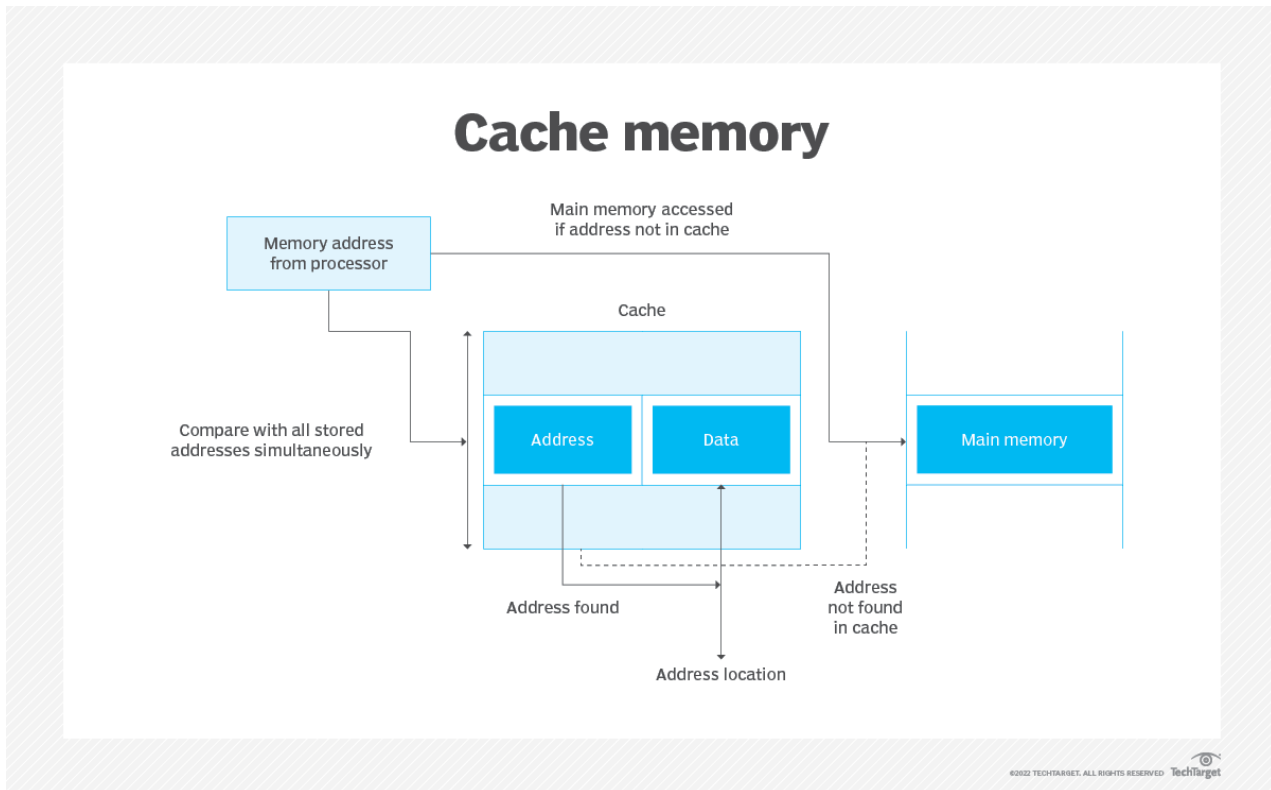 Cache memory
Main memory accessed
if address not in cache
Memory address
from processor
Cache
Compare with all stored
addresses simultaneously
Address
Data
Main memory
Address found
Address
not found
in cache
Address location
©2022 TECHTARGET. ALL RIGHTS RESERVED TechTarget